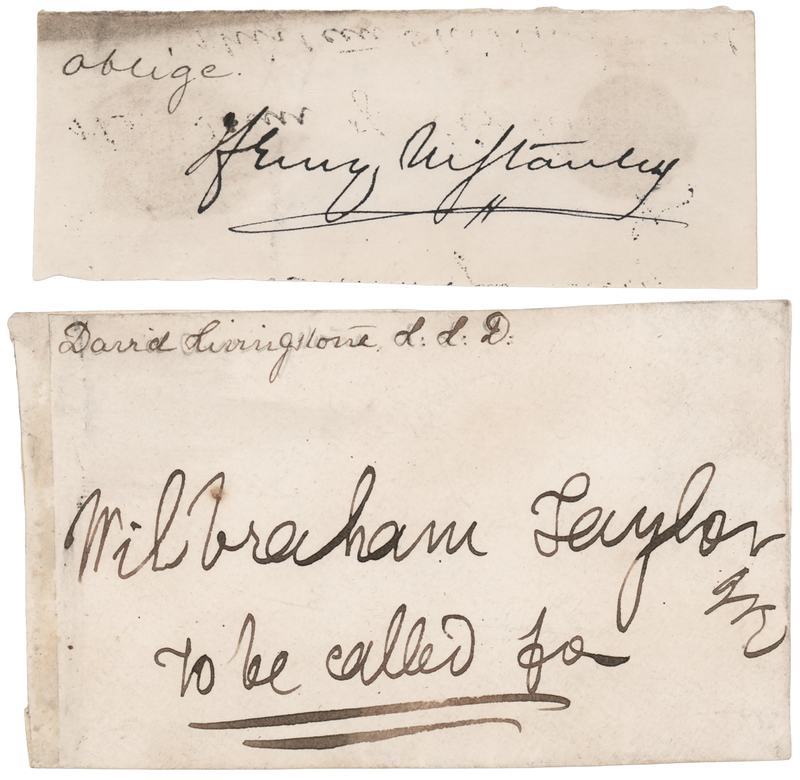 oblige.
Henry M Stanley
David Livingstone. L. L. D.
Wilbraham Taylor
to be called for